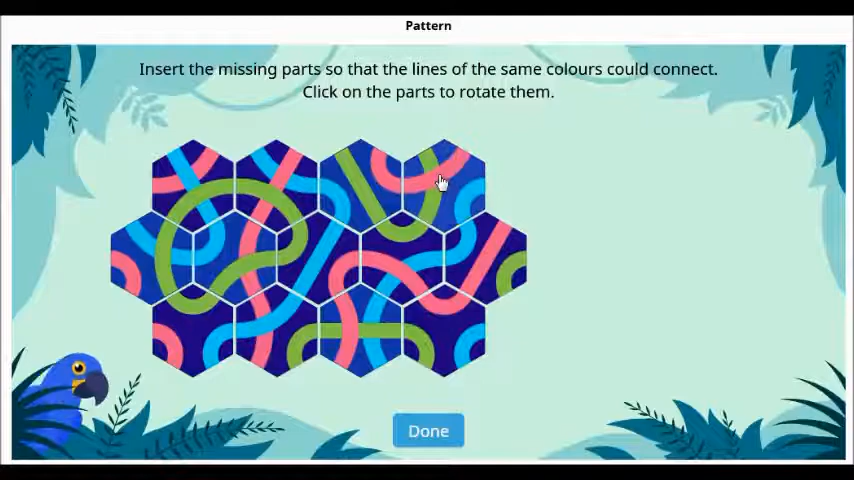 Pattern
Insert the missing parts so that the lines of the same colours could connect.
Click on the parts to rotate them.
Done